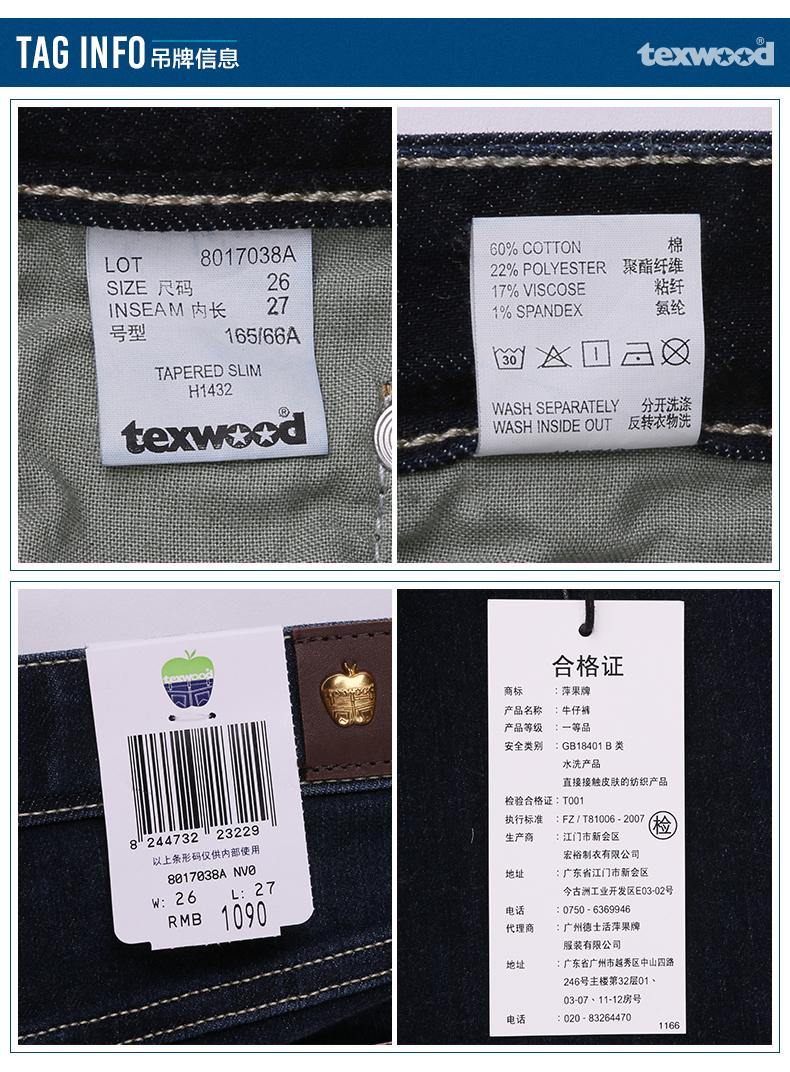 TAG INFO吊牌信息
texwood®
LOT 8017038A
SIZE 尺码 26
INSEAM 内长 27
号型 165/66A
TAPERED SLIM
H1432
texwood®
60% COTTON 棉
22% POLYESTER 聚酯纤维
17% VISCOSE 粘纤
1% SPANDEX 氨纶
30
WASH SEPARATELY 分开洗涤
WASH INSIDE OUT 反转衣物洗
texwood
8 244732 23229
以上条形码仅供内部使用
8017038A NV0
W: 26 L: 27
RMB 1090
合格证
商标 : 萍果牌
产品名称 : 牛仔裤
产品等级 : 一等品
安全类别 : GB18401 B 类
水洗产品
直接接触皮肤的纺织产品
检验合格证 : T001
执行标准 : FZ / T81006 - 2007
检
生产商 : 江门市新会区
宏裕制衣有限公司
地址 : 广东省江门市新会区
今古洲工业开发区E03-02号
电话 : 0750 - 6369946
代理商 : 广州德士活萍果牌
服装有限公司
地址 : 广东省广州市越秀区中山四路
246号主楼第32层01、
03-07、11-12房号
电话 : 020 - 83264470
1166